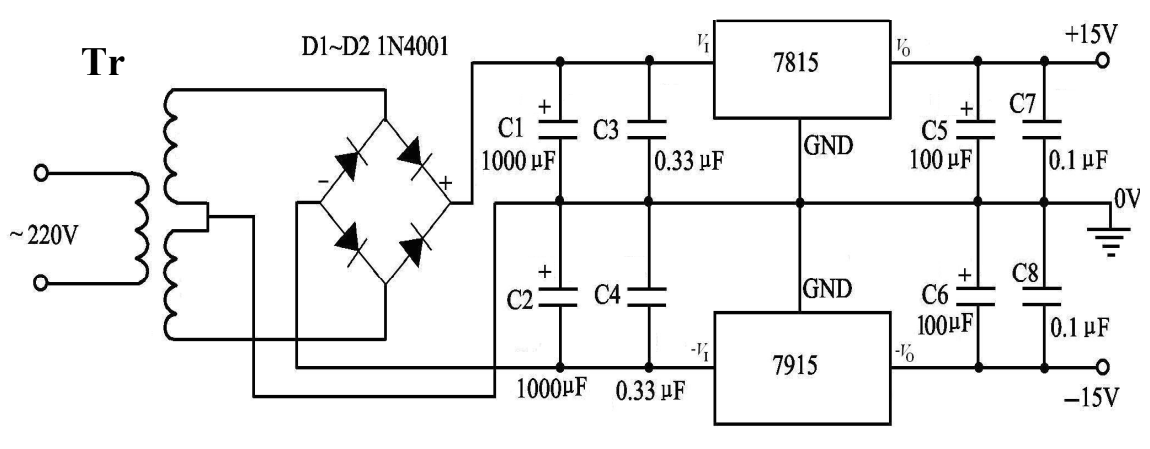 Tr
D1~D2 1N4001
~220V
−
+
+
C1
1000 μF
C3
0.33 μF
V_I
7815
V_O
GND
+
C5
100 μF
C7
0.1 μF
+15V
0V
+
C2
1000μF
C4
0.33 μF
-V_I
7915
-V_O
GND
+
C6
100μF
C8
0.1 μF
−15V